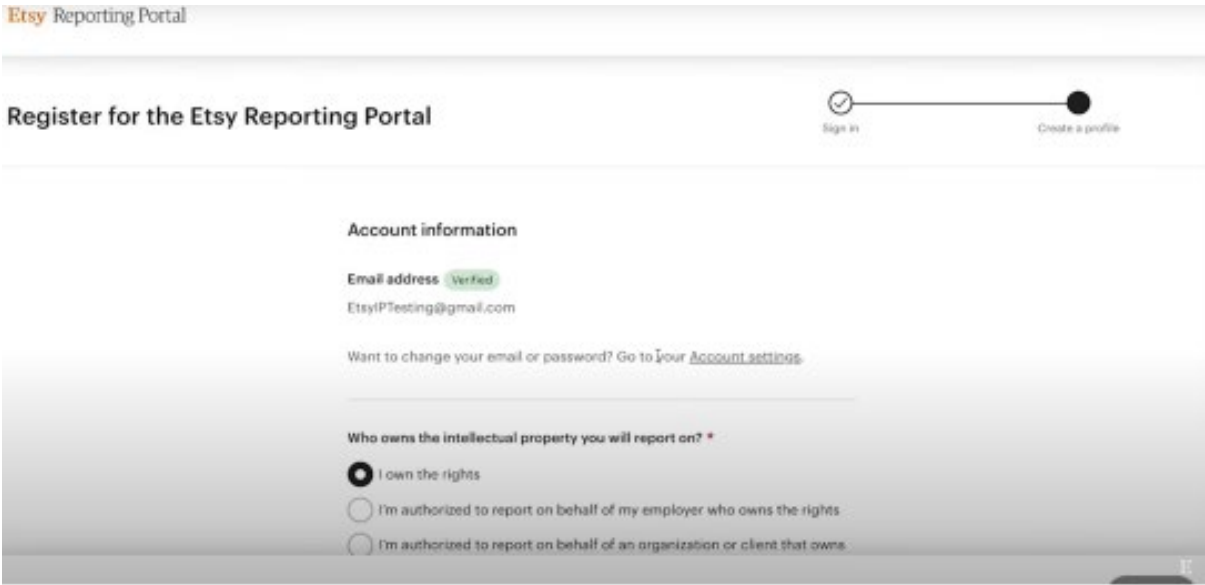 Etsy Reporting Portal
Register for the Etsy Reporting Portal
Sign in
Create a profile
Account information
Email address Verified
EtsyIPTesting@gmail.com
Want to change your email or password? Go to your Account settings.
Who owns the intellectual property you will report on? *
I own the rights
I'm authorized to report on behalf of my employer who owns the rights
I'm authorized to report on behalf of an organization or client that owns
E